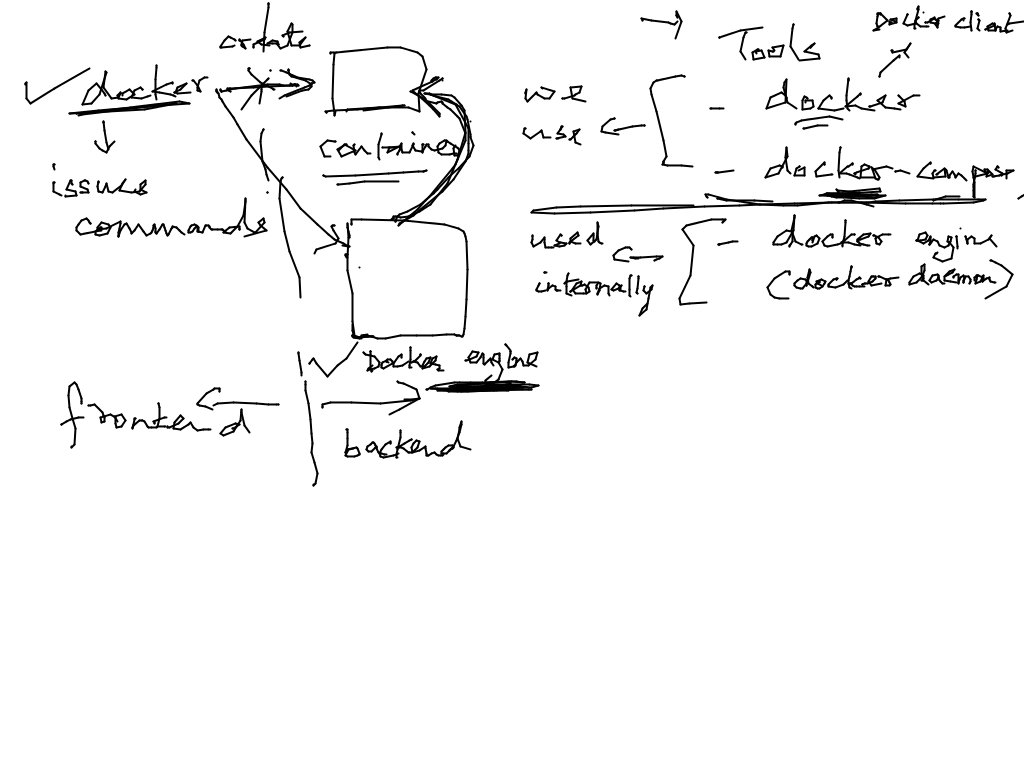 create
docker
container
issues
commands
Docker engine
frontend
backend
Docker client
Tools
we
use
- docker
- docker-compose
used
internally
- docker engine
(docker daemon)